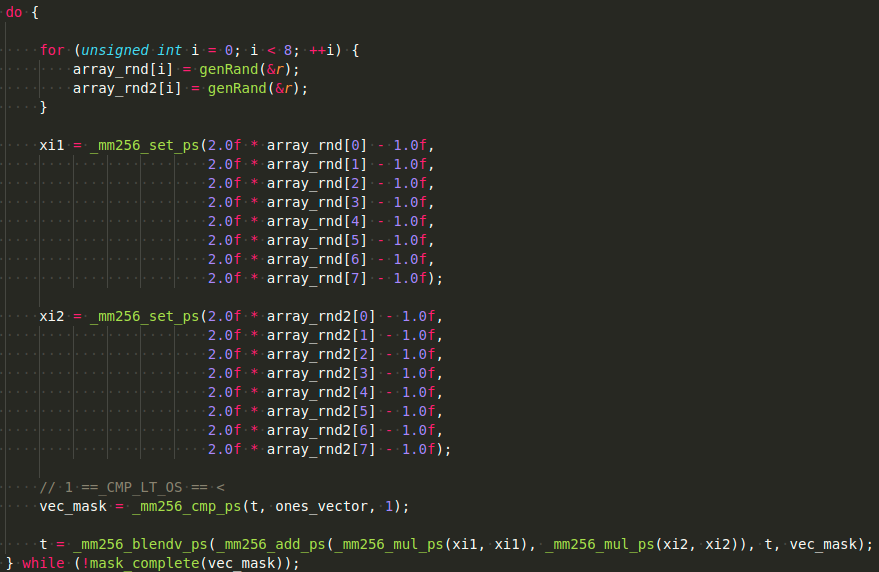 do {
for (unsigned int i = 0; i < 8; ++i) {
array_rnd[i] = genRand(&r);
array_rnd2[i] = genRand(&r);
}
xi1 = _mm256_set_ps(2.0f * array_rnd[0] - 1.0f,
2.0f * array_rnd[1] - 1.0f,
2.0f * array_rnd[2] - 1.0f,
2.0f * array_rnd[3] - 1.0f,
2.0f * array_rnd[4] - 1.0f,
2.0f * array_rnd[5] - 1.0f,
2.0f * array_rnd[6] - 1.0f,
2.0f * array_rnd[7] - 1.0f);
xi2 = _mm256_set_ps(2.0f * array_rnd2[0] - 1.0f,
2.0f * array_rnd2[1] - 1.0f,
2.0f * array_rnd2[2] - 1.0f,
2.0f * array_rnd2[3] - 1.0f,
2.0f * array_rnd2[4] - 1.0f,
2.0f * array_rnd2[5] - 1.0f,
2.0f * array_rnd2[6] - 1.0f,
2.0f * array_rnd2[7] - 1.0f);
// 1 ==_CMP_LT_OS == <
vec_mask = _mm256_cmp_ps(t, ones_vector, 1);
t = _mm256_blendv_ps(_mm256_add_ps(_mm256_mul_ps(xi1, xi1), _mm256_mul_ps(xi2, xi2)), t, vec_mask);
} while (!mask_complete(vec_mask));